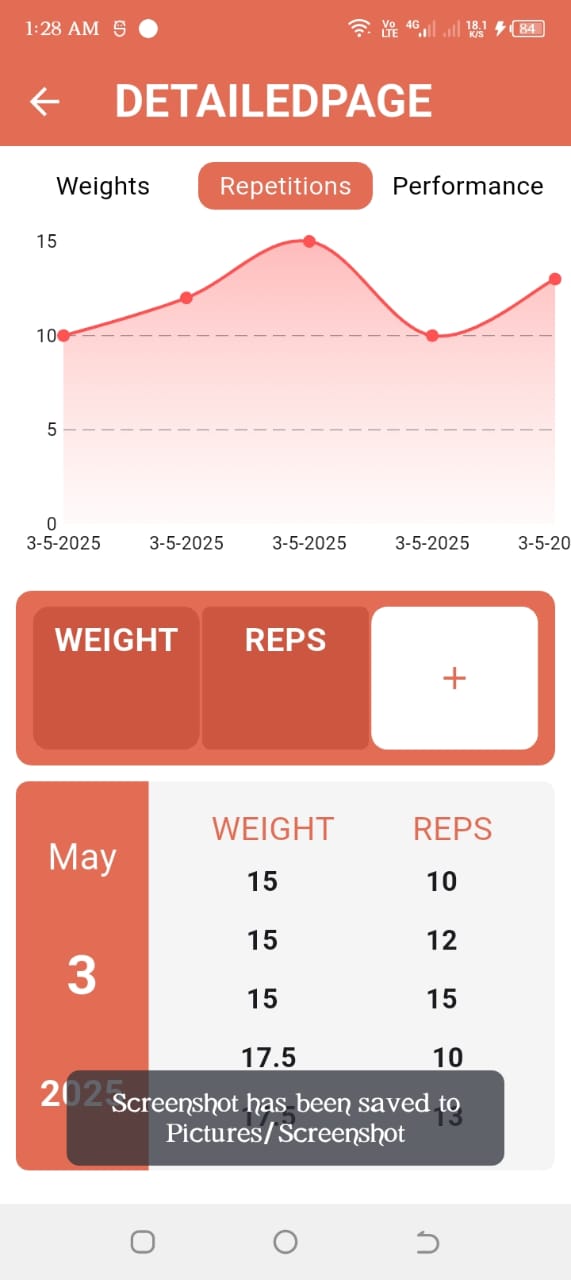 1:28 AM
Vo LTE 4G 18.1 K/S 84
DETAILEDPAGE
Weights Repetitions Performance
15
10
5
0
3-5-2025 3-5-2025 3-5-2025 3-5-2025 3-5-20
WEIGHT REPS +
May
3
2025
WEIGHT REPS
15 10
15 12
15 15
17.5 10
17.5 13
Screenshot has been saved to
Pictures/Screenshot